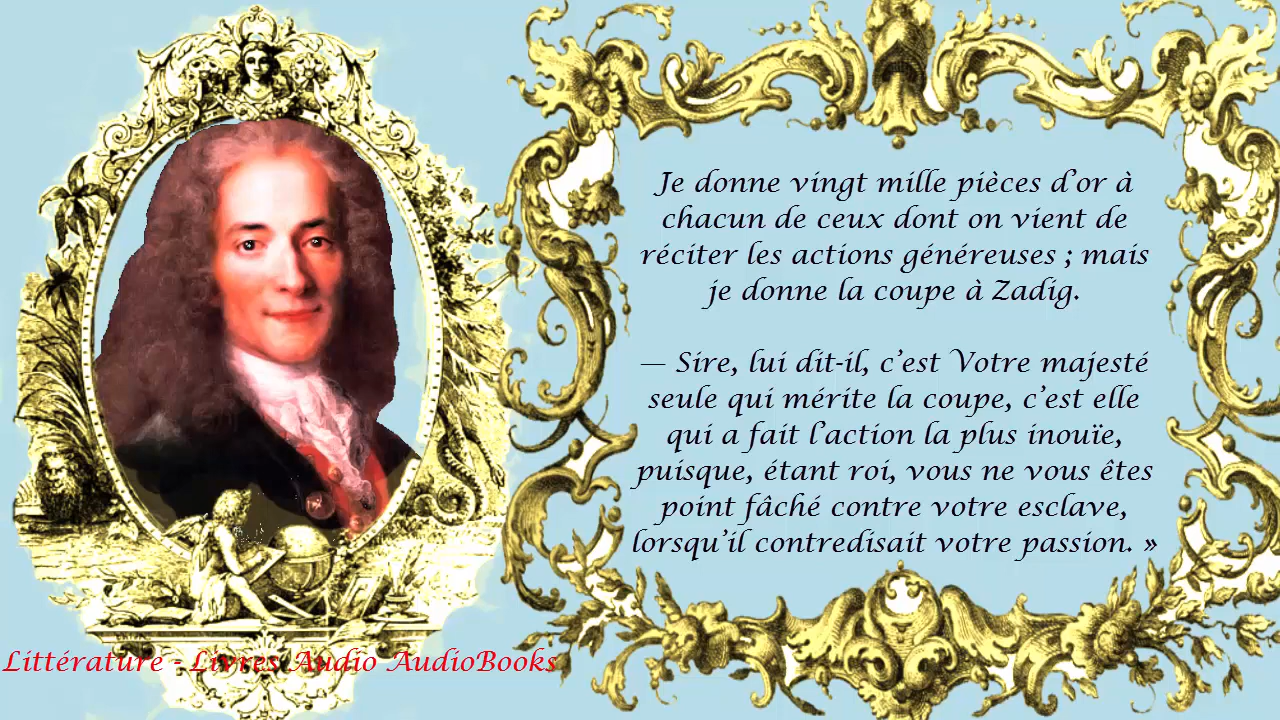 Je donne vingt mille pièces d'or à
chacun de ceux dont on vient de
réciter les actions généreuses ; mais
je donne la coupe à Zadig.
— Sire, lui dit-il, c'est Votre majesté
seule qui mérite la coupe, c'est elle
qui a fait l'action la plus inouïe,
puisque, étant roi, vous ne vous êtes
point fâché contre votre esclave,
lorsqu'il contredisait votre passion. »
Littérature - Livres Audio AudioBooks